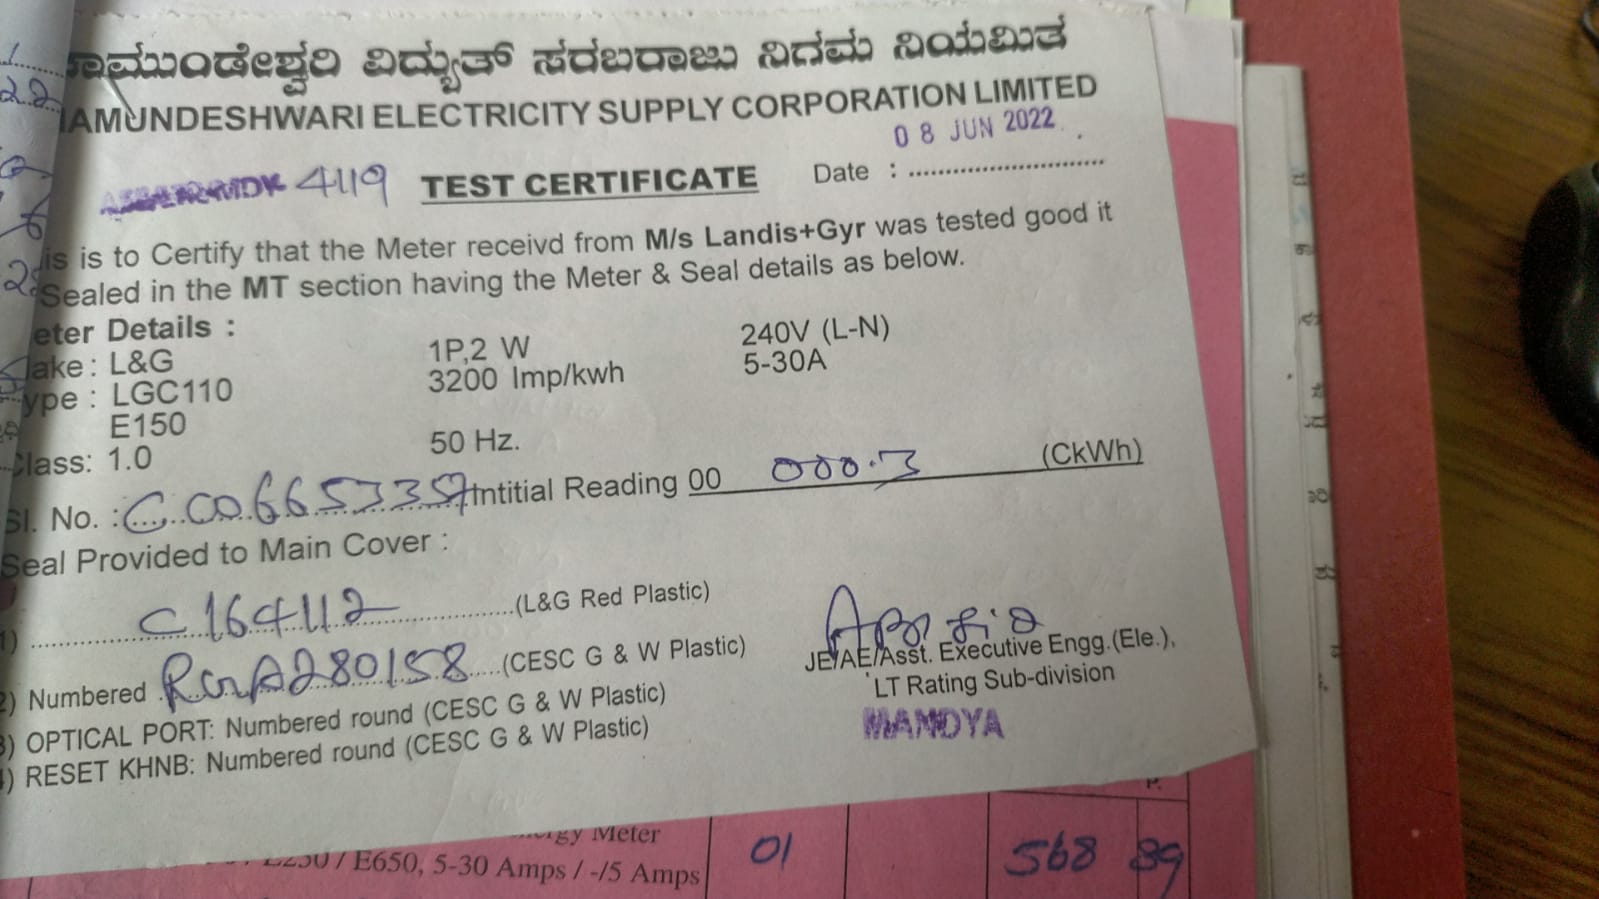 ಚಾಮುಂಡೇಶ್ವರಿ ವಿದ್ಯುತ್ ಸರಬರಾಜು ನಿಗಮ ನಿಯಮಿತ
AMUNDESHWARI ELECTRICITY SUPPLY CORPORATION LIMITED
08 JUN 2022
4119 TEST CERTIFICATE Date :
is is to Certify that the Meter receivd from M/s Landis+Gyr was tested good it
Sealed in the MT section having the Meter & Seal details as below.
eter Details :
ake : L&G 1P,2 W 240V (L-N)
ype : LGC110 3200 Imp/kwh 5-30A
E150
Class: 1.0 50 Hz.
Sl. No. : Intitial Reading 00 000.3 (CkWh)
Seal Provided to Main Cover :
1) C164112 (L&G Red Plastic)
2) Numbered (CESC G & W Plastic)
3) OPTICAL PORT: Numbered round (CESC G & W Plastic)
4) RESET KHNB: Numbered round (CESC G & W Plastic)
JE/AE/Asst. Executive Engg.(Ele.),
LT Rating Sub-division
MANDYA
Meter
E250 / E650, 5-30 Amps / -/5 Amps 01 568 89